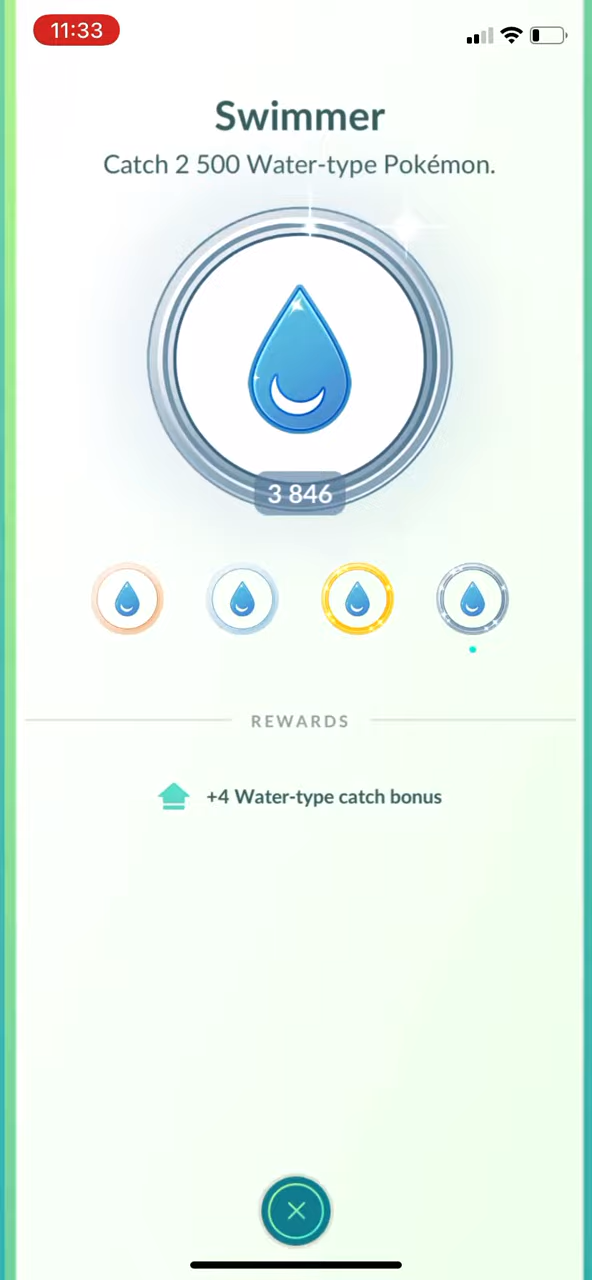 11:33
Swimmer
Catch 2 500 Water-type Pokémon.
3 846
REWARDS
+4 Water-type catch bonus